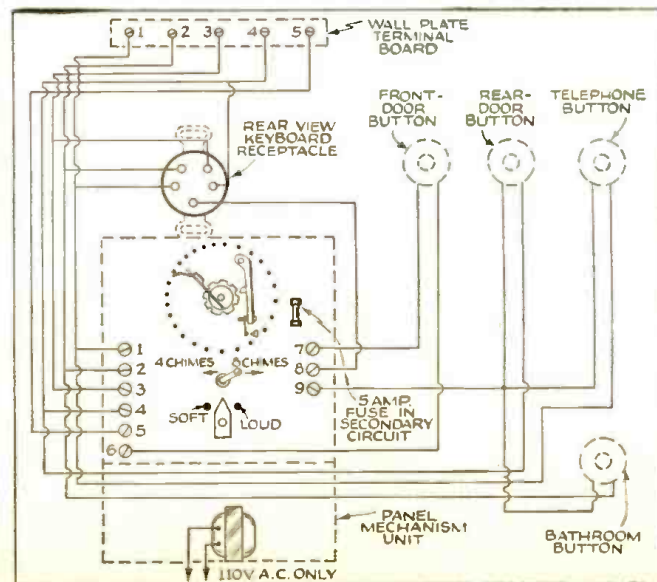 1 2 3 4 5
WALL PLATE
TERMINAL
BOARD
FRONT-
DOOR
BUTTON
REAR-
DOOR
BUTTON
TELEPHONE
BUTTON
REAR VIEW
KEYBOARD
RECEPTACLE
1
2
3
4
5
6
4 CHIMES
8 CHIMES
7
8
9
SOFT
LOUD
5 AMP.
FUSE IN
SECONDARY
CIRCUIT
PANEL
MECHANISM
UNIT
BATHROOM
BUTTON
110V A.C. ONLY